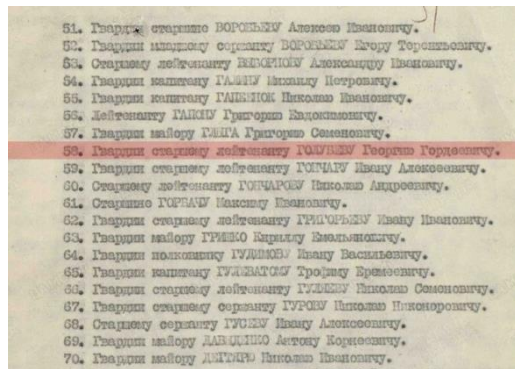 51. Гвардии старшине ВОРОБЬЕВУ Алексею Ивановичу.
52. Гвардии младшему сержанту ВОРОБЬЕВУ Егору Терентьевичу.
53. Старшему лейтенанту ВЫБОРНОВУ Александру Ивановичу.
54. Гвардии капитану ГАЛИНУ Михаилу Петровичу.
55. Гвардии капитану ГАПЕЕНОК Николаю Ивановичу.
56. Лейтенанту ГАПОНУ Григорию Евдокимовичу.
57. Гвардии майору Григорию Семеновичу.
58. Гвардии старшему лейтенанту ГОЛУБЕВУ Георгию Гордеевичу.
59. Гвардии старшему лейтенанту ГОНЧАРУ Ивану Алексеевичу.
60. Старшему лейтенанту ГОНЧАРОВУ Николаю Андреевичу.
61. Старшине ГОРБАЧУ Максиму Ивановичу.
62. Гвардии старшему лейтенанту ГРИГОРЬЕВУ Ивану Ивановичу.
63. Гвардии майору ГРИНКО Кириллу Емельяновичу.
64. Гвардии полковнику ГУДИМОВУ Ивану Васильевичу.
65. Гвардии капитану ГУЛЕВАТОМУ Трофиму Еремеевичу.
66. Гвардии старшему лейтенанту ГУЛЯЕВУ Николаю Семеновичу.
67. Гвардии старшему сержанту ГУРОВУ Николаю Никоноровичу.
68. Старшему сержанту ГУСЕВУ Ивану Алексеевичу.
69. Гвардии майору ДАВИДЕНКО Антону Корнеевичу.
70. Гвардии майору ДЕГТЯРЮ Николаю Ивановичу.